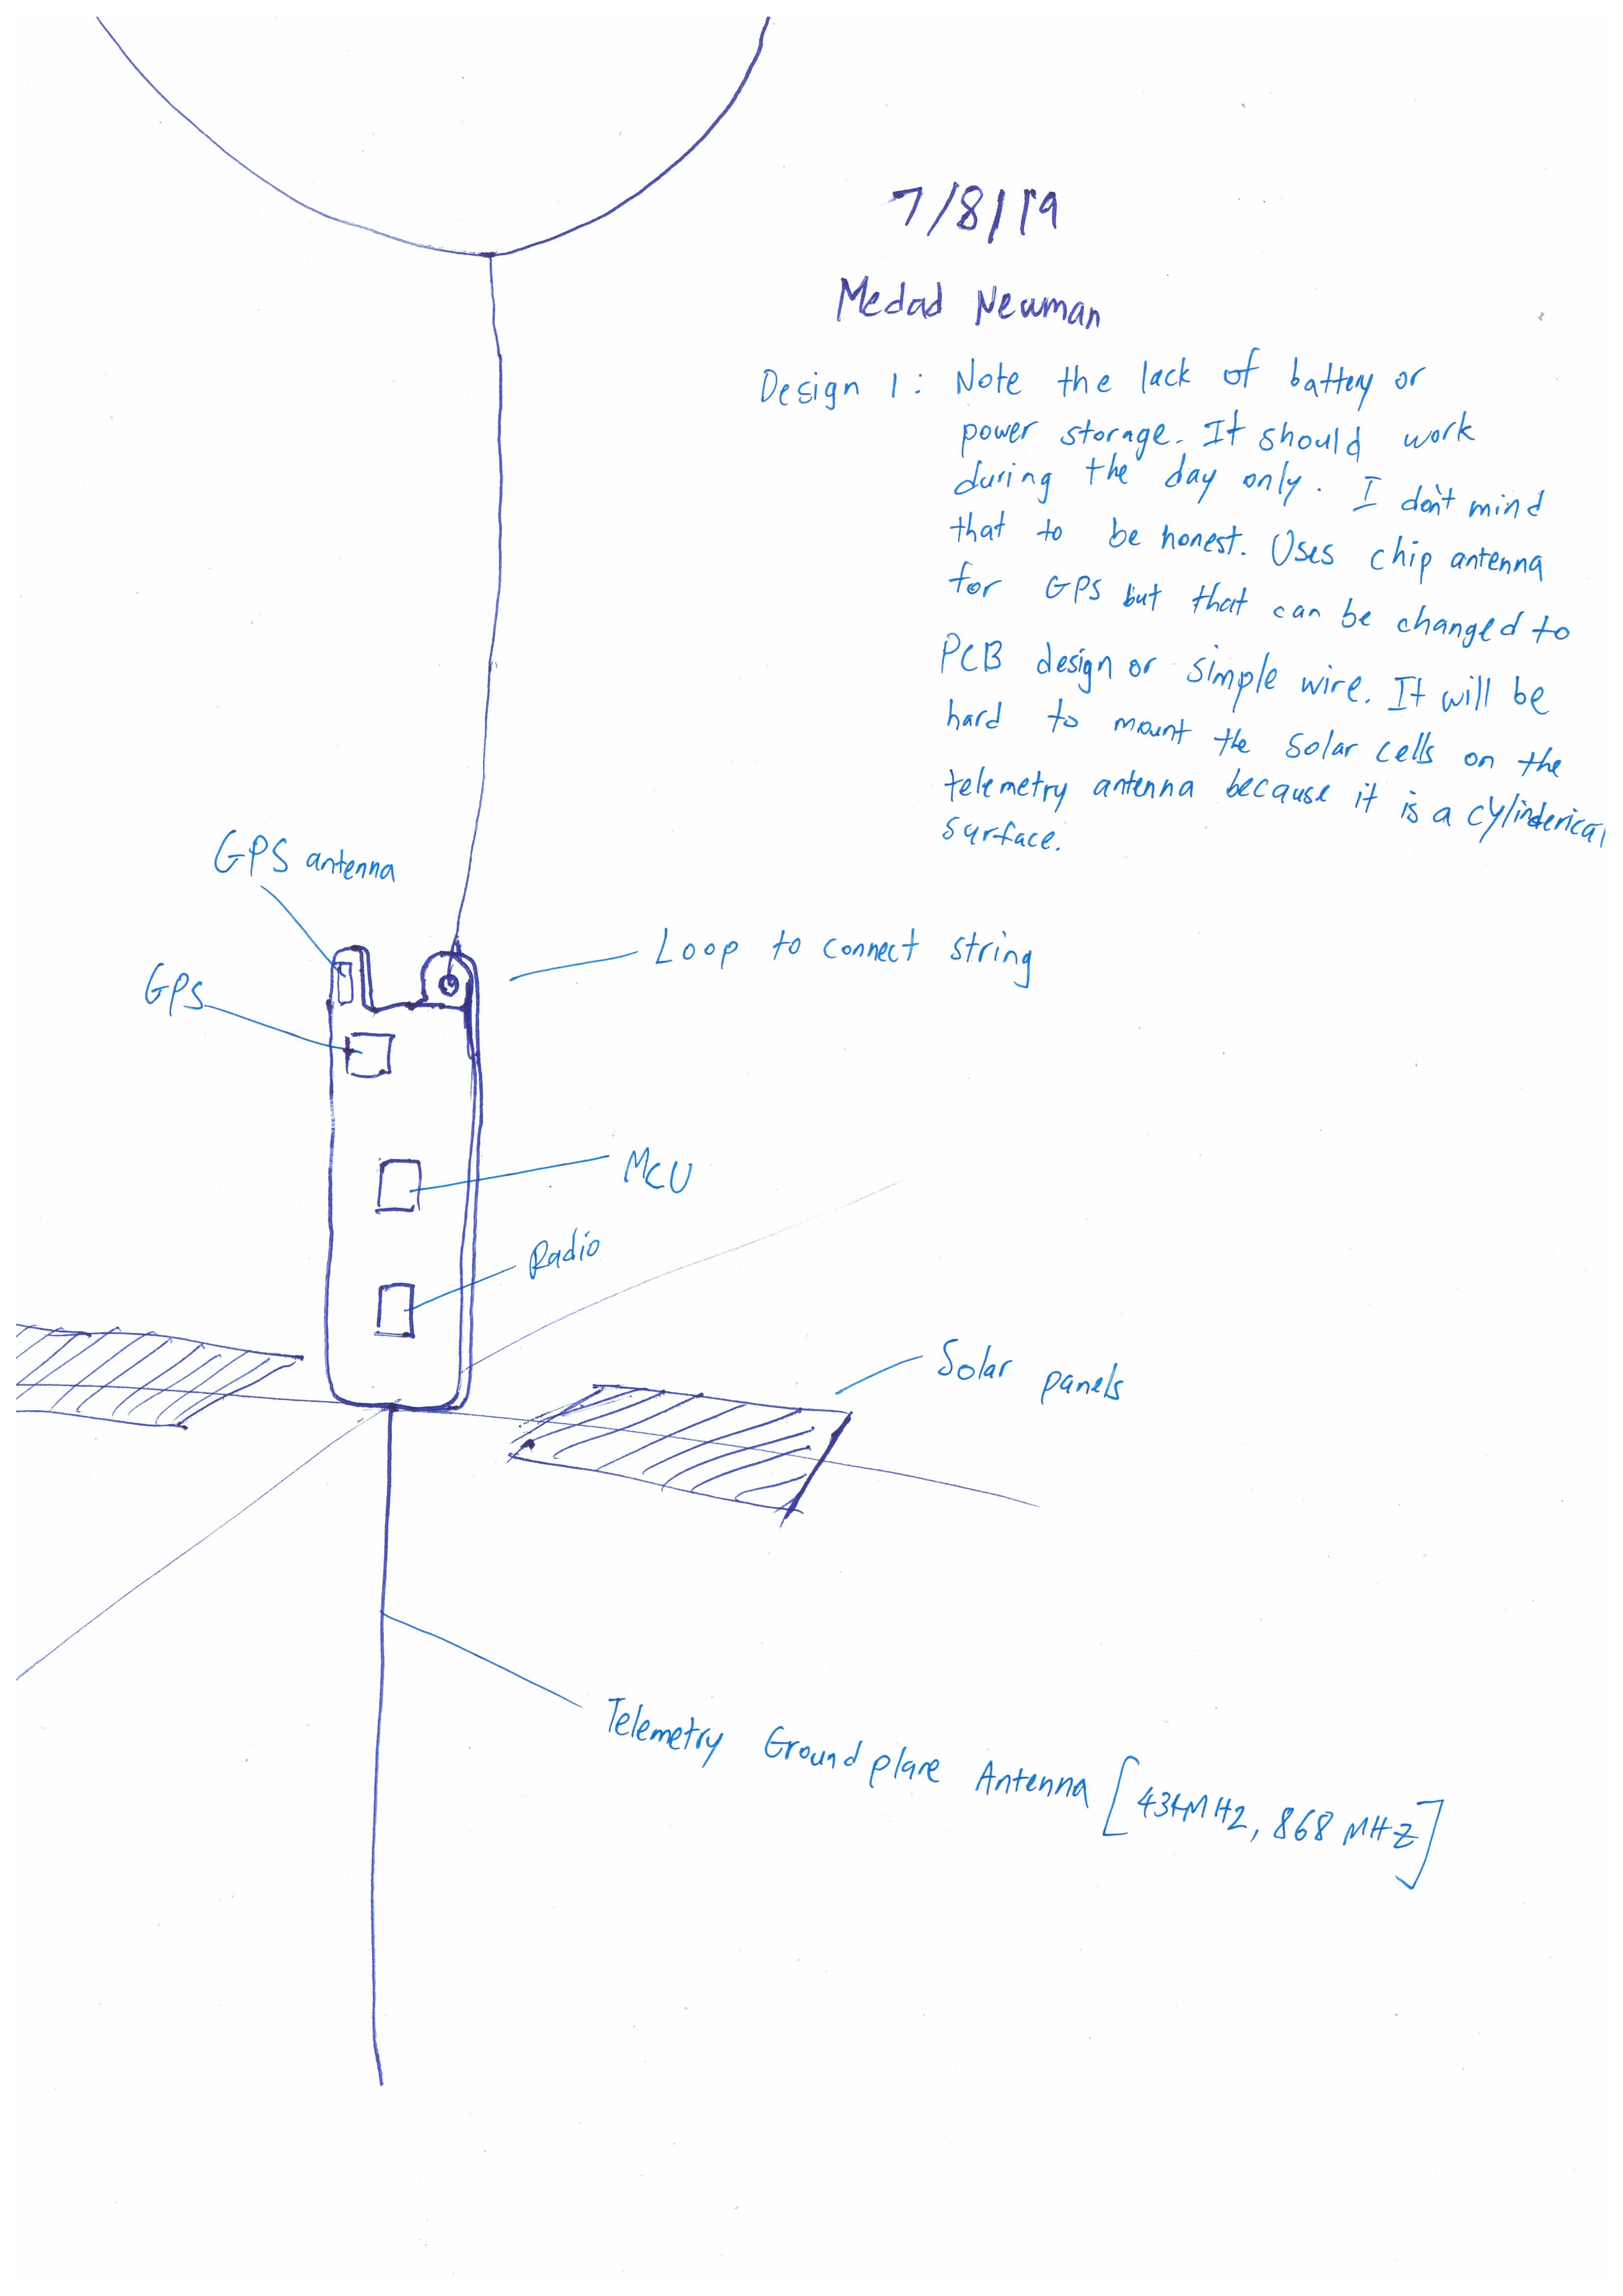 7/8/19
Medad Newman
Design 1: Note the lack of battery or
power storage. It should work
during the day only. I don't mind
that to be honest. Uses chip antenna
for GPS but that can be changed to
PCB design or simple wire. It will be
hard to mount the solar cells on the
telemetry antenna because it is a cylinderical
surface.
GPS antenna
Loop to connect string
GPS
MCU
Radio
Solar panels
Telemetry Ground plane Antenna [434MHz, 868 MHz]